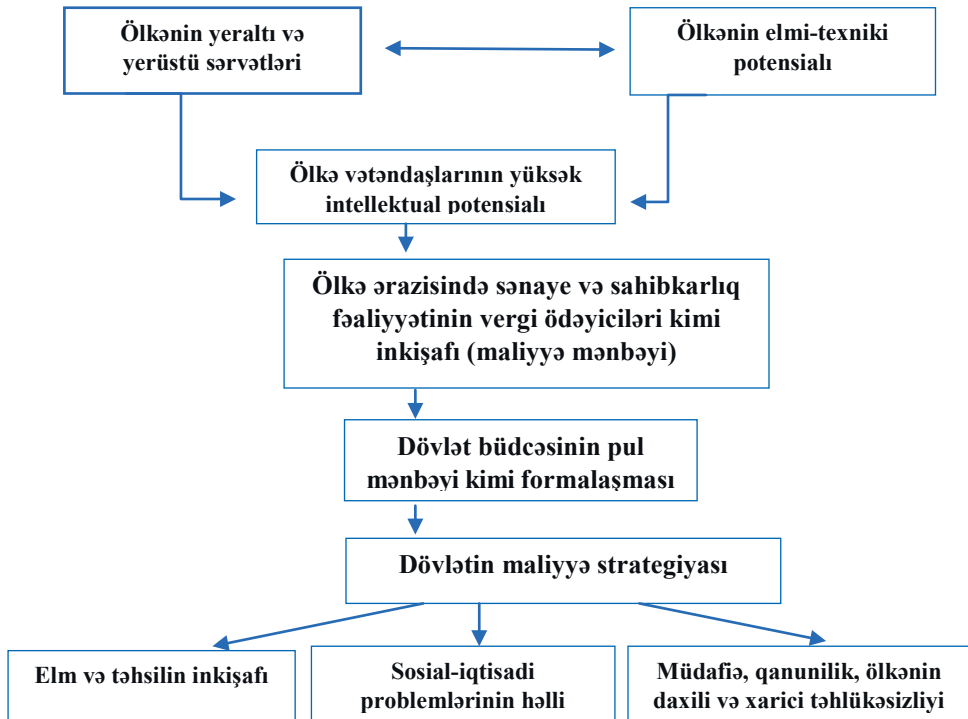 Ölkənin yeraltı və
yerüstü sərvətləri
Ölkənin elmi-texniki
potensialı
Ölkə vətəndaşlarının yüksək
intellektual potensialı
Ölkə ərazisində sənaye və sahibkarlıq
fəaliyyətinin vergi ödəyiciləri kimi
inkişafı (maliyyə mənbəyi)
Dövlət büdcəsinin pul
mənbəyi kimi formalaşması
Dövlətin maliyyə strategiyası
Elm və təhsilin inkişafı
Sosial-iqtisadi
problemlərinin həlli
Müdafiə, qanunilik, ölkənin
daxili və xarici təhlükəsizliyi